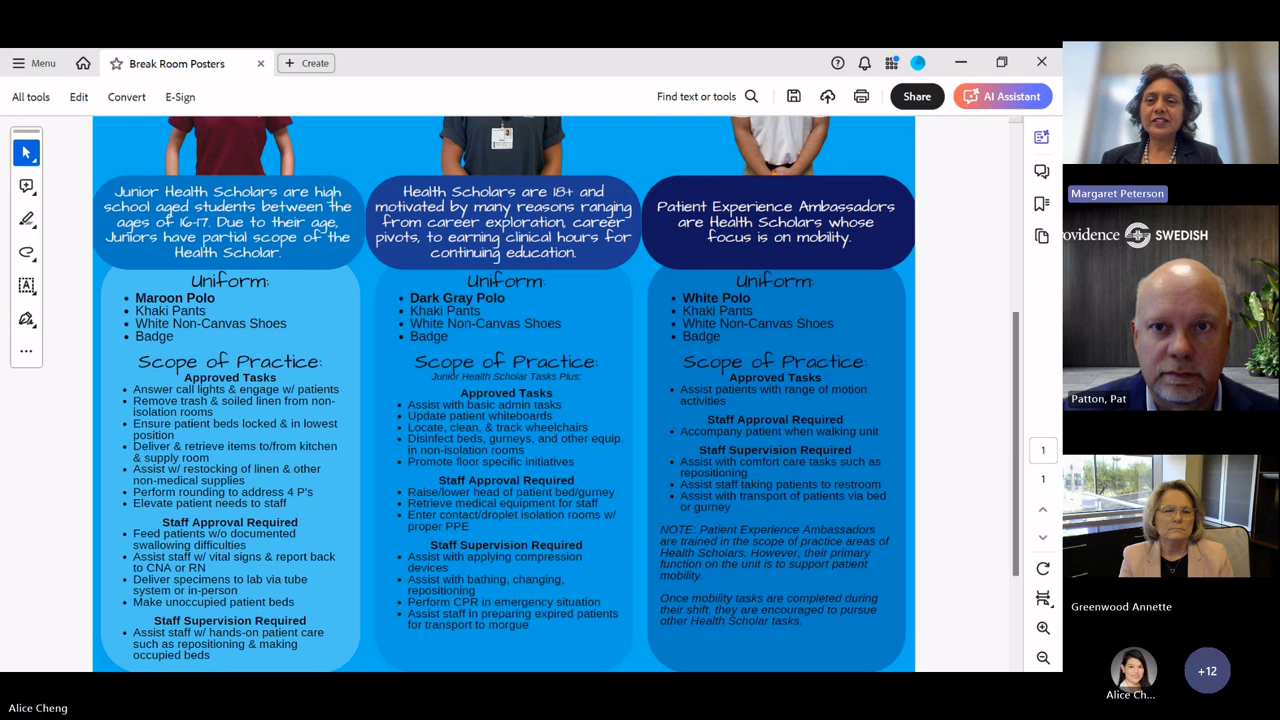 Menu
Break Room Posters
Create
All tools
Edit
Convert
E-Sign
Find text or tools
Share
AI Assistant
Junior Health Scholars are high
school aged students between the
ages of 16-17. Due to their age,
Juniors have partial scope of the
Health Scholar.
Uniform:
• Maroon Polo
• Khaki Pants
• White Non-Canvas Shoes
• Badge
Scope of Practice:
Approved Tasks
• Answer call lights & engage w/ patients
• Remove trash & soiled linen from non-
isolation rooms
• Ensure patient beds locked & in lowest
position
• Deliver & retrieve items to/from kitchen
& supply room
• Assist w/ restocking of linen & other
non-medical supplies
• Perform rounding to address 4 P's
• Elevate patient needs to staff
Staff Approval Required
• Feed patients w/o documented
swallowing difficulties
• Assist staff w/ vital signs & report back
to CNA or RN
• Deliver specimens to lab via tube
system or in-person
• Make unoccupied patient beds
Staff Supervision Required
• Assist staff w/ hands-on patient care
such as repositioning & making
occupied beds
Health Scholars are 18+ and
motivated by many reasons ranging
from career exploration, career
pivots, to earning clinical hours for
continuing education.
Uniform:
• Dark Gray Polo
• Khaki Pants
• White Non-Canvas Shoes
• Badge
Scope of Practice:
Junior Health Scholar Tasks Plus:
Approved Tasks
• Assist with basic admin tasks
• Update patient whiteboards
• Locate, clean, & track wheelchairs
• Disinfect beds, gurneys, and other equip.
in non-isolation rooms
• Promote floor specific initiatives
Staff Approval Required
• Raise/lower head of patient bed/gurney
• Retrieve medical equipment for staff
• Enter contact/droplet isolation rooms w/
proper PPE
Staff Supervision Required
• Assist with applying compression
devices
• Assist with bathing, changing,
repositioning
• Perform CPR in emergency situation
• Assist staff in preparing expired patients
for transport to morgue
Patient Experience Ambassadors
are Health Scholars whose
focus is on mobility.
Uniform:
• White Polo
• Khaki Pants
• White Non-Canvas Shoes
• Badge
Scope of Practice:
Approved Tasks
• Assist patients with range of motion
activities
Staff Approval Required
• Accompany patient when walking unit
Staff Supervision Required
• Assist with comfort care tasks such as
repositioning
• Assist staff taking patients to restroom
• Assist with transport of patients via bed
or gurney
NOTE: Patient Experience Ambassadors
are trained in the scope of practice areas of
Health Scholars. However, their primary
function on the unit is to support patient
mobility.
Once mobility tasks are completed during
their shift, they are encouraged to pursue
other Health Scholar tasks.
1
1
Margaret Peterson
ovidence SWEDISH
Patton, Pat
Greenwood Annette
Alice Ch...
+12
Alice Cheng